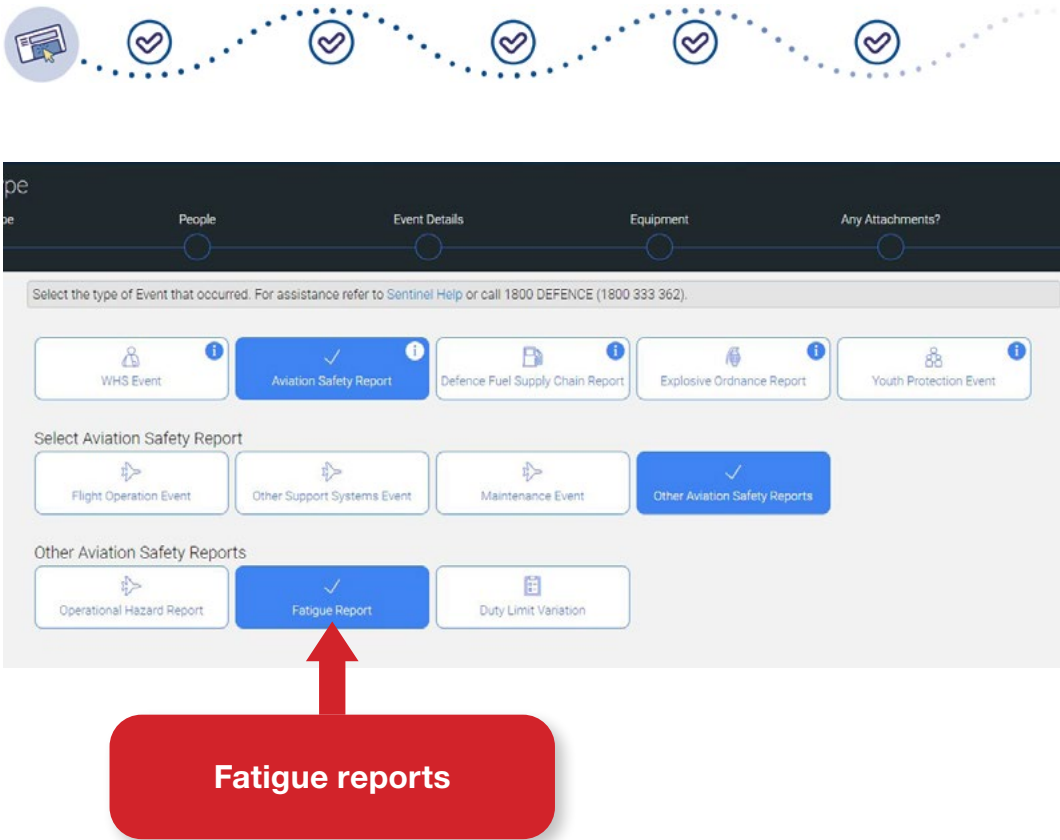 pe
pe People Event Details Equipment Any Attachments?
Select the type of Event that occurred. For assistance refer to Sentinel Help or call 1800 DEFENCE (1800 333 362).
WHS Event Aviation Safety Report Defence Fuel Supply Chain Report Explosive Ordnance Report Youth Protection Event
Select Aviation Safety Report
Flight Operation Event Other Support Systems Event Maintenance Event Other Aviation Safety Reports
Other Aviation Safety Reports
Operational Hazard Report Fatigue Report Duty Limit Variation
Fatigue reports